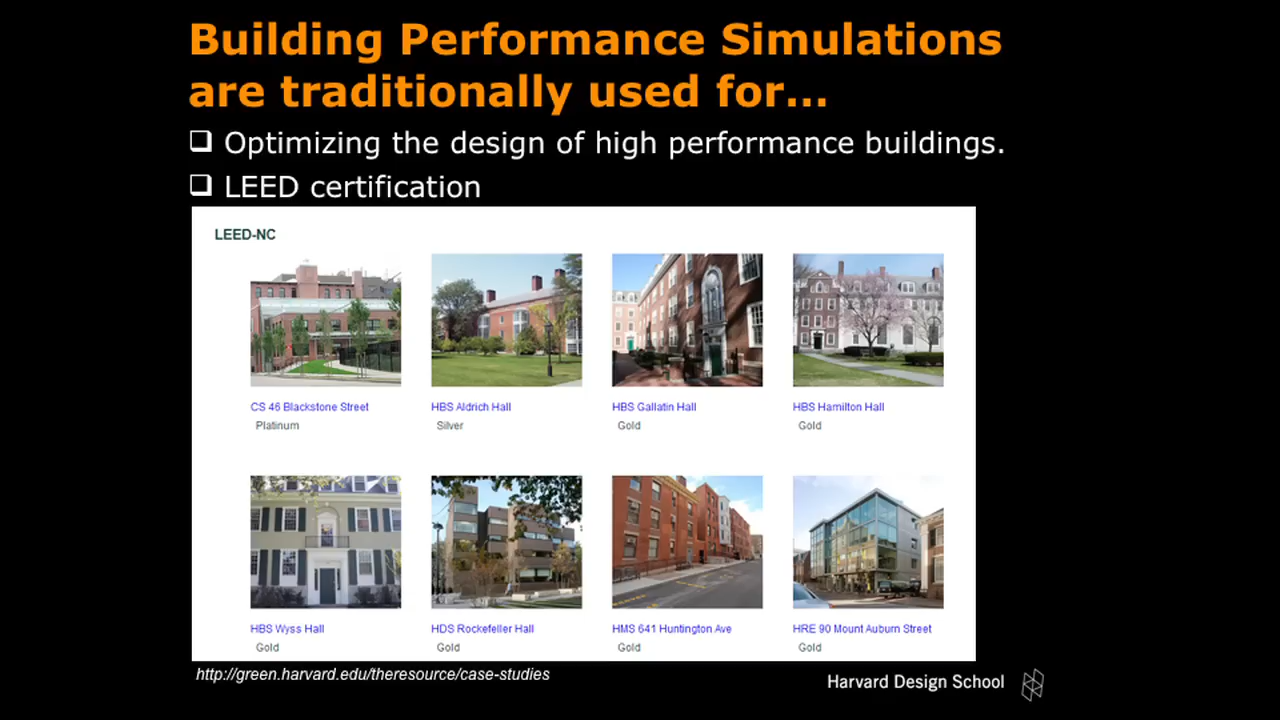 Building Performance Simulations
are traditionally used for...
Optimizing the design of high performance buildings.
LEED certification
LEED-NC
CS 46 Blackstone Street
Platinum
HBS Aldrich Hall
Silver
HBS Gallatin Hall
Gold
HBS Hamilton Hall
Gold
HBS Wyss Hall
Gold
HDS Rockefeller Hall
Gold
HMS 641 Huntington Ave
Gold
HRE 90 Mount Auburn Street
Gold
http://green.harvard.edu/theresource/case-studies
Harvard Design School